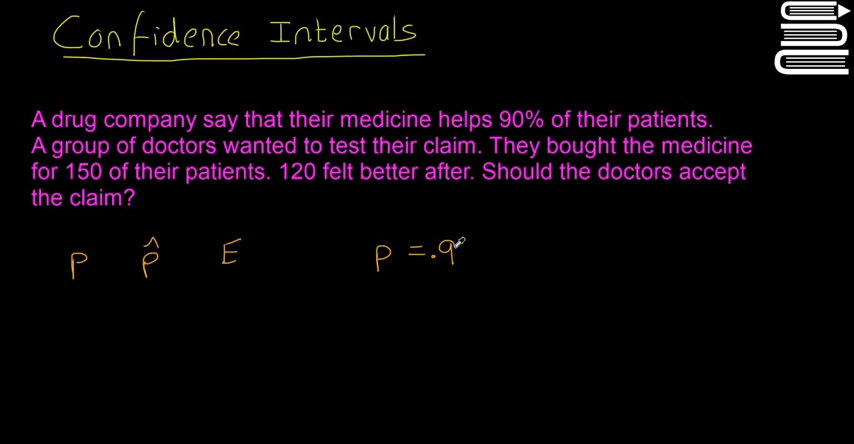 Confidence Intervals
A drug company say that their medicine helps 90% of their patients.
A group of doctors wanted to test their claim. They bought the medicine
for 150 of their patients. 120 felt better after. Should the doctors accept
the claim?
P p̂ E P = .9